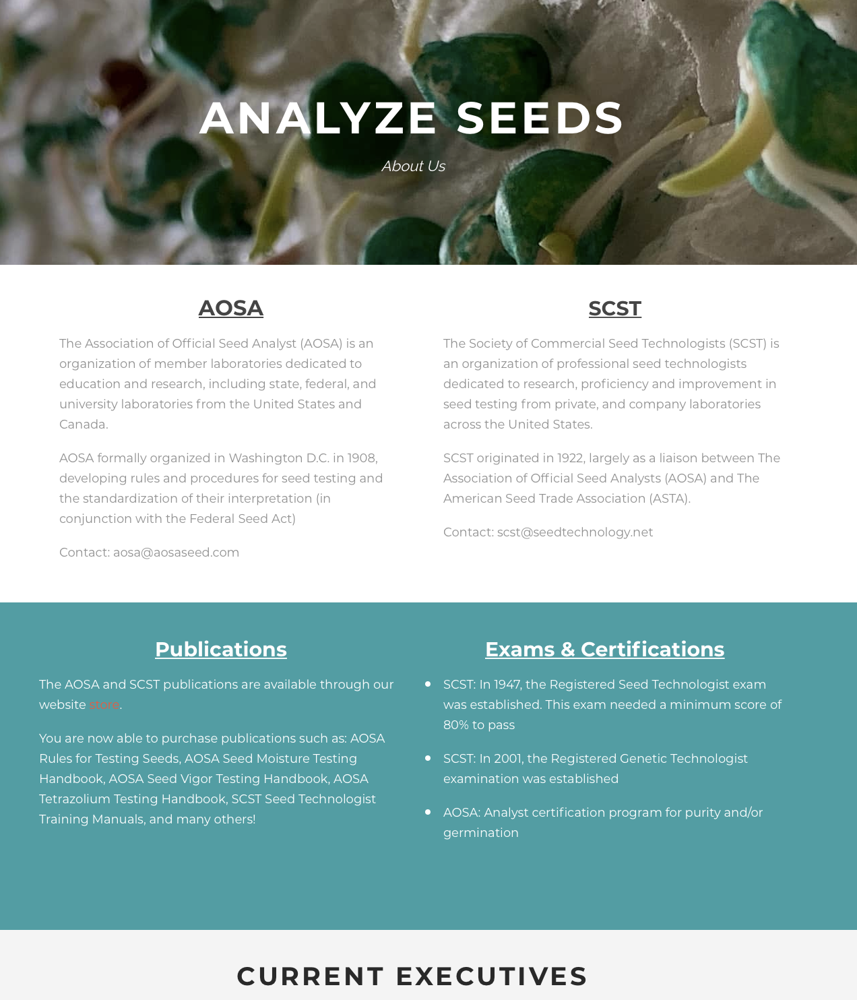 ANALYZE SEEDS
About Us
AOSA
The Association of Official Seed Analyst (AOSA) is an
organization of member laboratories dedicated to
education and research, including state, federal, and
university laboratories from the United States and
Canada.
AOSA formally organized in Washington D.C. in 1908,
developing rules and procedures for seed testing and
the standardization of their interpretation (in
conjunction with the Federal Seed Act)
Contact: aosa@aosaseed.com
SCST
The Society of Commercial Seed Technologists (SCST) is
an organization of professional seed technologists
dedicated to research, proficiency and improvement in
seed testing from private, and company laboratories
across the United States.
SCST originated in 1922, largely as a liaison between The
Association of Official Seed Analysts (AOSA) and The
American Seed Trade Association (ASTA).
Contact: scst@seedtechnology.net
Publications
The AOSA and SCST publications are available through our
website store.
You are now able to purchase publications such as: AOSA
Rules for Testing Seeds, AOSA Seed Moisture Testing
Handbook, AOSA Seed Vigor Testing Handbook, AOSA
Tetrazolium Testing Handbook, SCST Seed Technologist
Training Manuals, and many others!
Exams & Certifications
• SCST: In 1947, the Registered Seed Technologist exam
was established. This exam needed a minimum score of
80% to pass
• SCST: In 2001, the Registered Genetic Technologist
examination was established
• AOSA: Analyst certification program for purity and/or
germination
CURRENT EXECUTIVES